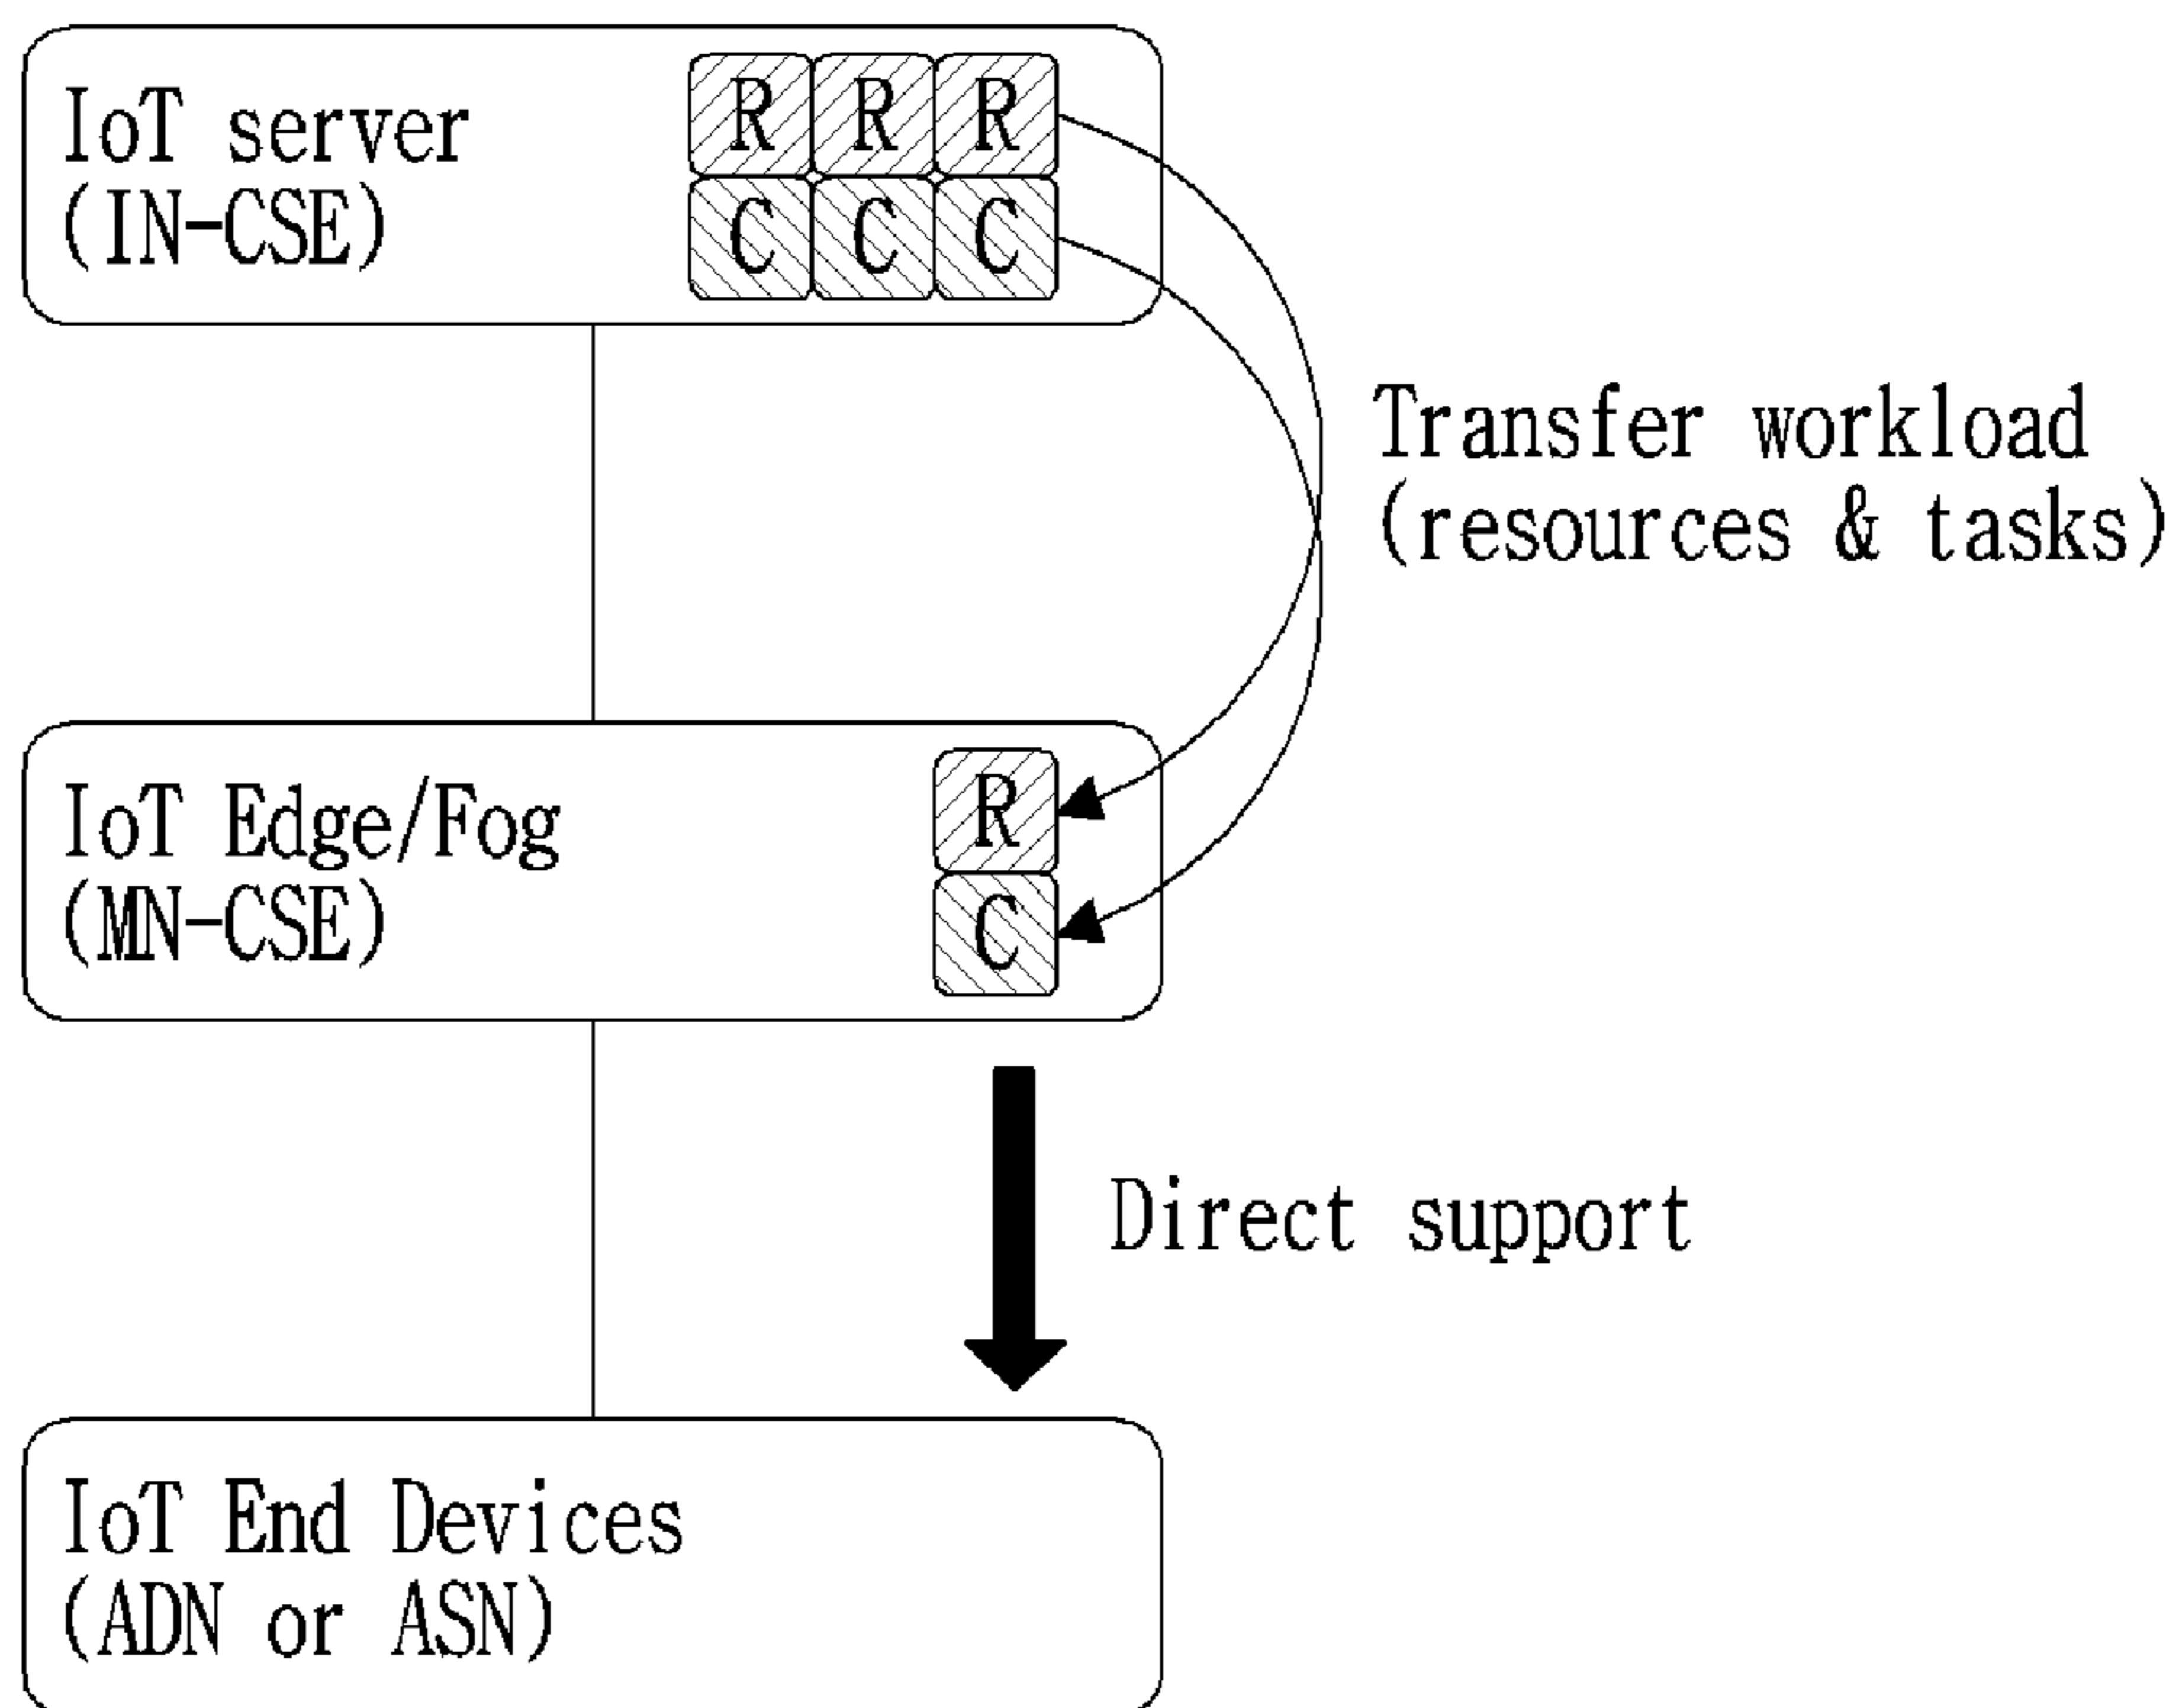 IoT server
(IN-CSE)
R R R
C C C
Transfer workload
(resources & tasks)
IoT Edge/Fog
(MN-CSE)
R
C
Direct support
IoT End Devices
(ADN or ASN)